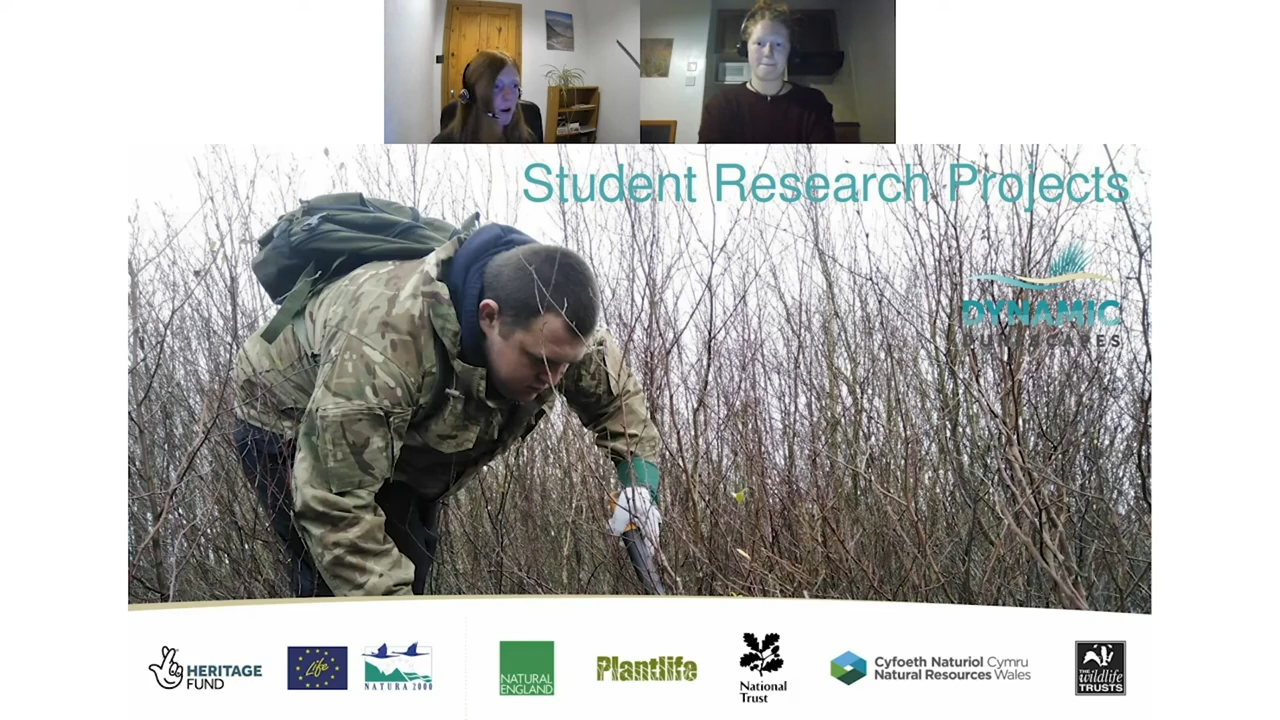 Student Research Projects
DYNAMIC
DUNESCAPES
HERITAGE
FUND
Life
NATURA 2000
NATURAL
ENGLAND
Plantlife
National
Trust
Cyfoeth Naturiol Cymru
Natural Resources Wales
THE
wildlife
TRUSTS